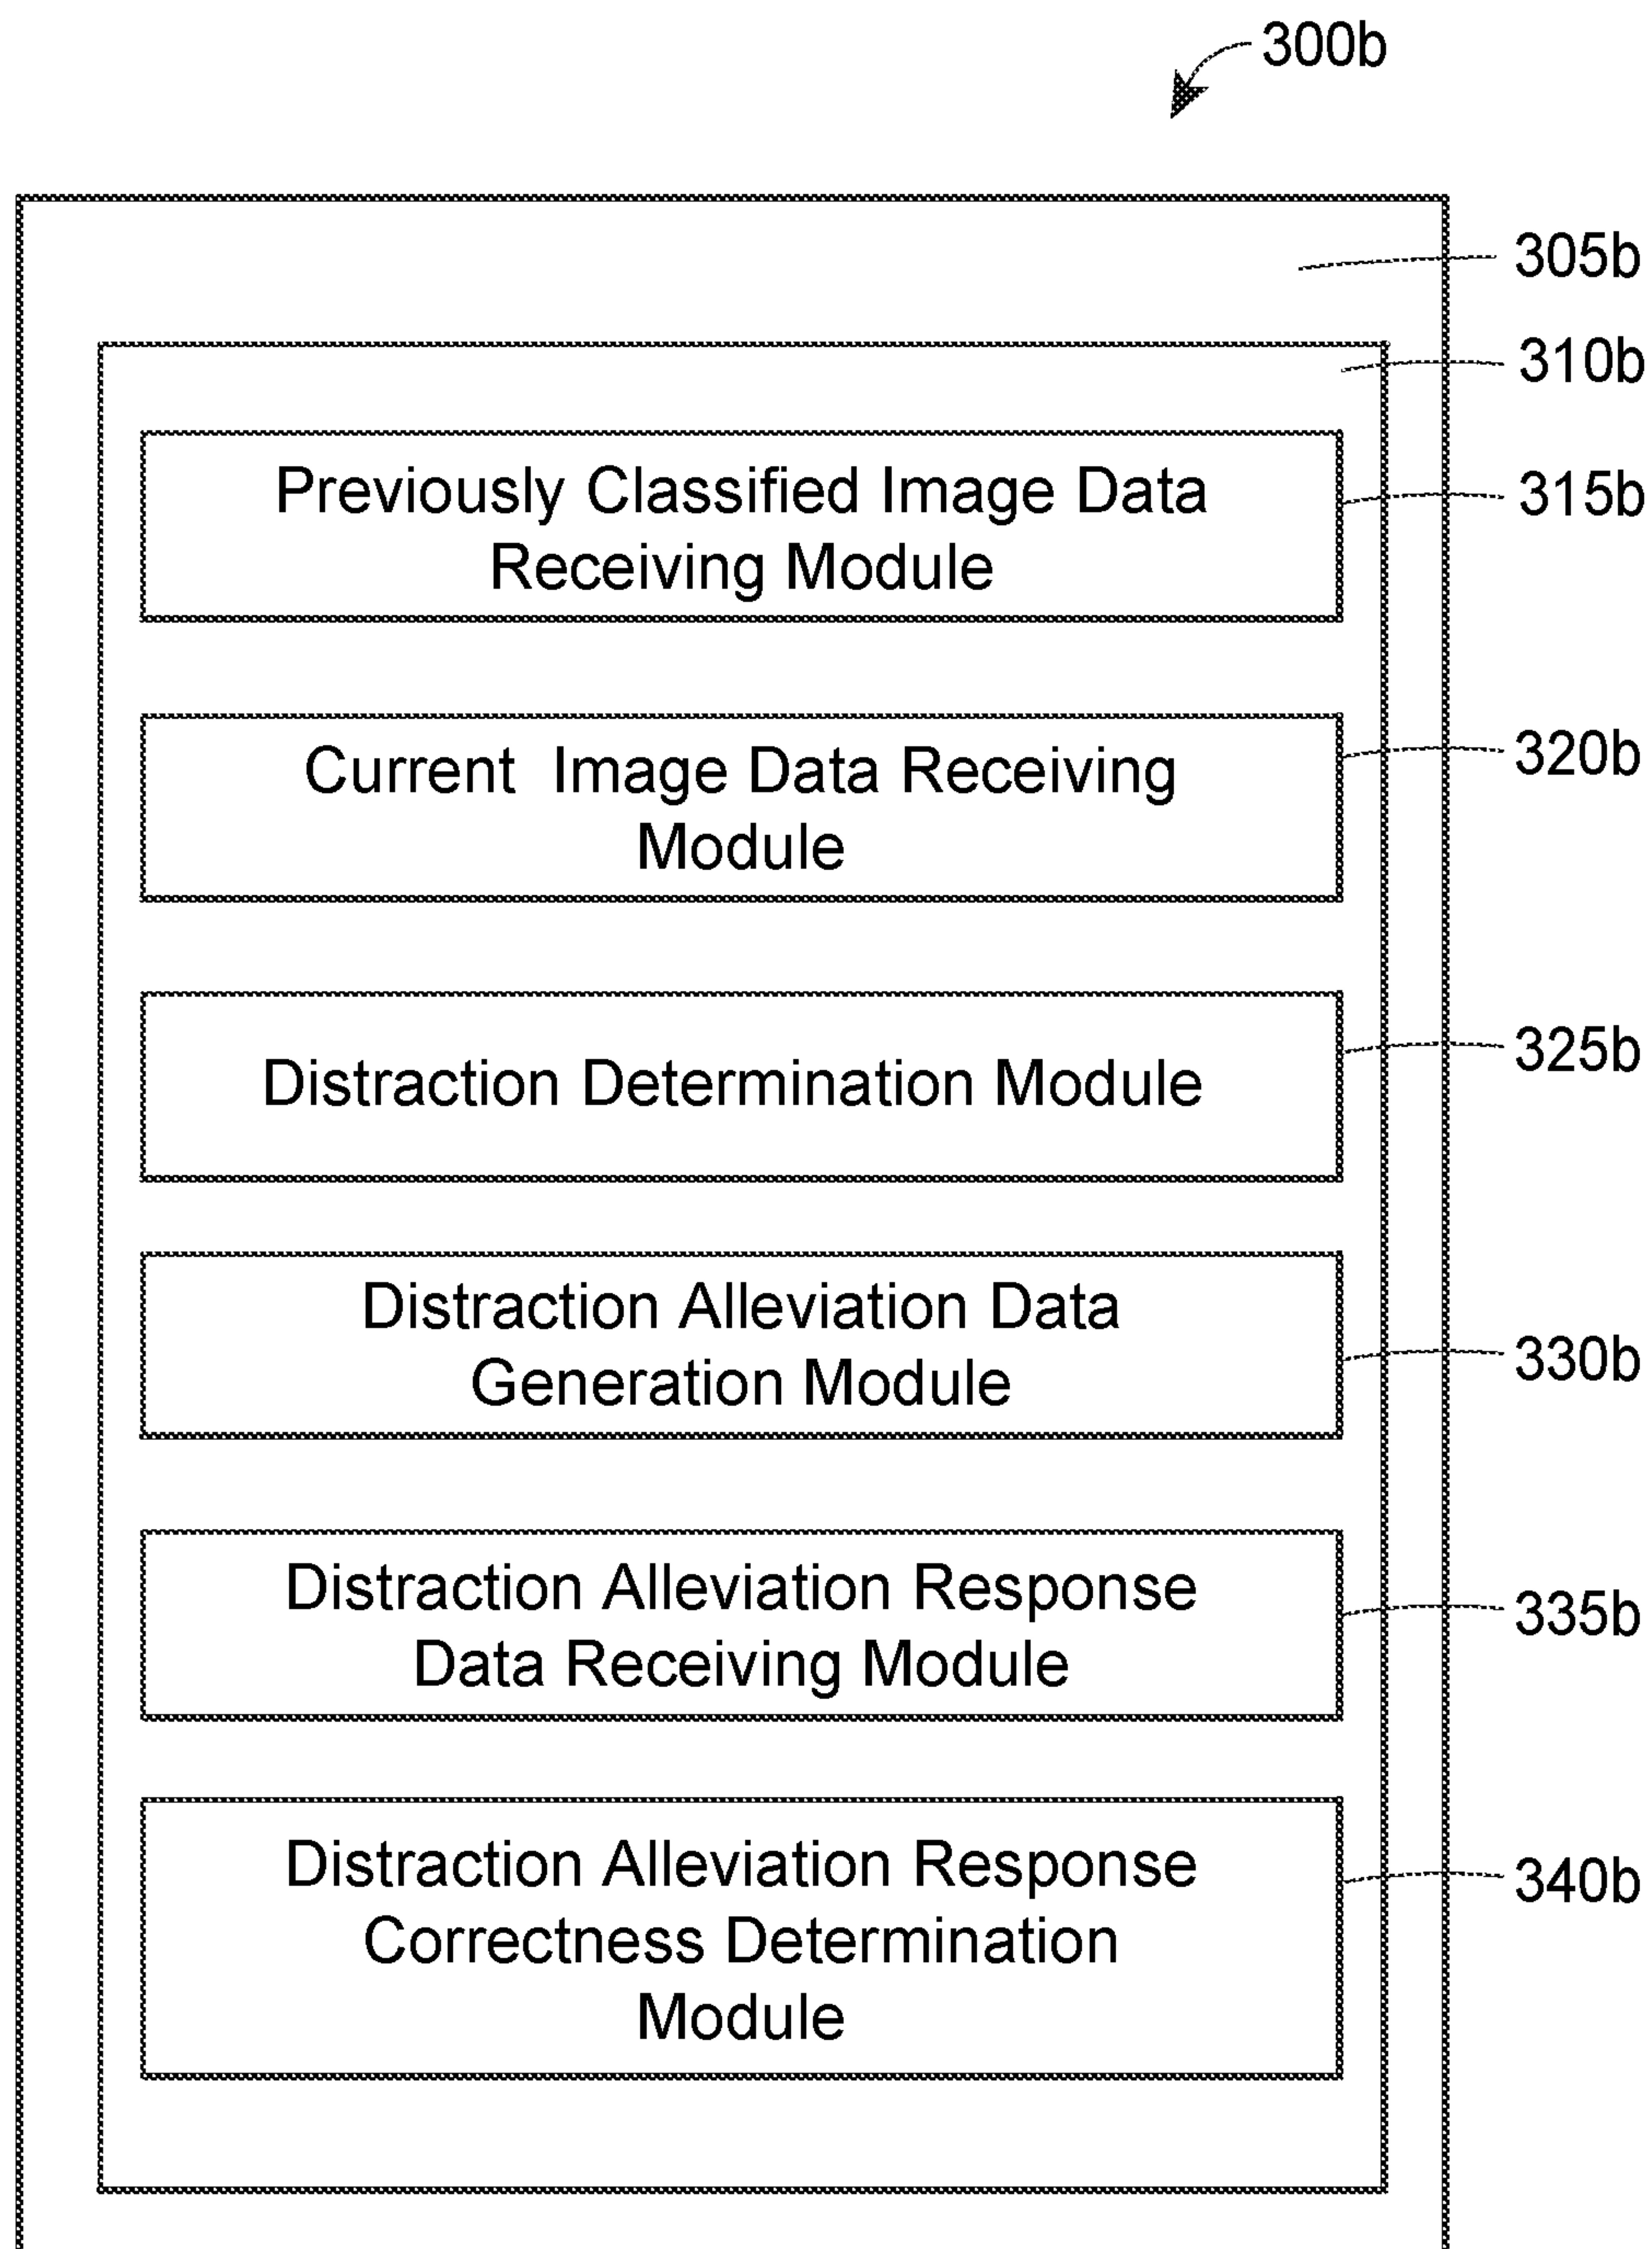 300b
305b
310b
Previously Classified Image Data
Receiving Module
315b
Current  Image Data Receiving
Module
320b
Distraction Determination Module
325b
Distraction Alleviation Data
Generation Module
330b
Distraction Alleviation Response
Data Receiving Module
335b
Distraction Alleviation Response
Correctness Determination
Module
340b